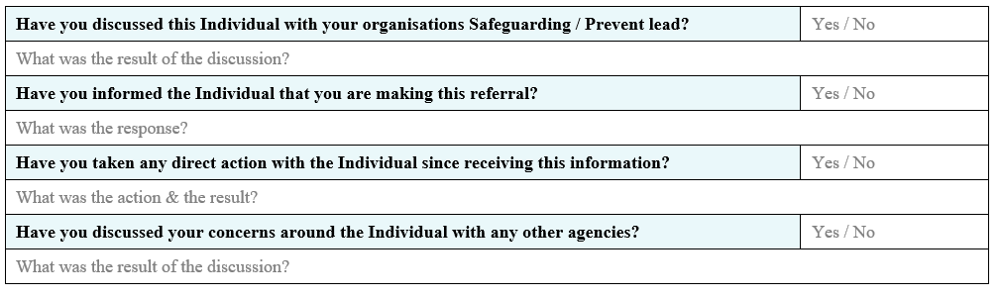 Have you discussed this Individual with your organisations Safeguarding / Prevent lead? Yes / No
What was the result of the discussion?
Have you informed the Individual that you are making this referral? Yes / No
What was the response?
Have you taken any direct action with the Individual since receiving this information? Yes / No
What was the action & the result?
Have you discussed your concerns around the Individual with any other agencies? Yes / No
What was the result of the discussion?